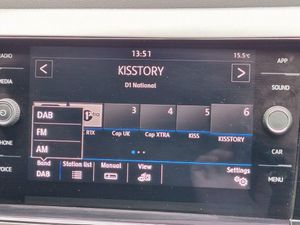 13:51
15.5°C
RADIO
MEDIA
PHONE
VOICE
KISSTORY
D1 National
APP
SOUND
CAR
MENU
DAB
FM
AM
3
4
5
6
RTX
Cap UK
Cap XTRA
KISS
KISSTORY
Band
DAB
Station list
Manual
View
Settings